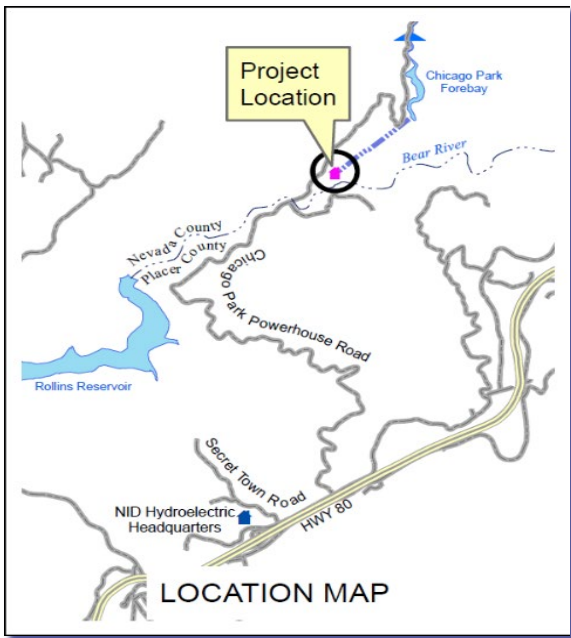 Project
Location
Chicago Park
Forebay
Bear River
Nevada County
Placer County
Chicago Park Powerhouse Road
Rollins Reservoir
Secret Town Road
NID Hydroelectric
Headquarters
HWY 80
LOCATION MAP